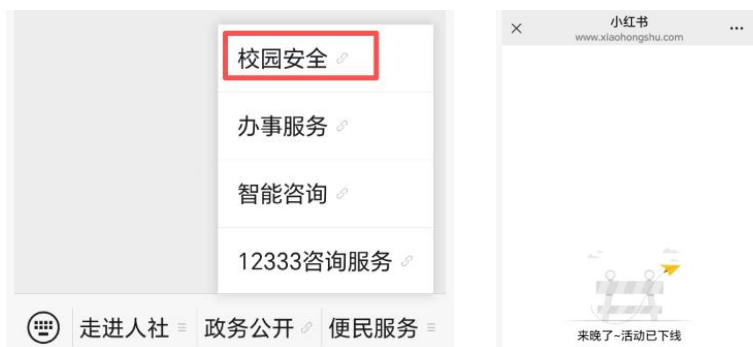 校园安全
办事服务
智能咨询
12333咨询服务
走进人社 政务公开 便民服务
小红书
www.xiaohongshu.com
来晚了~活动已下线